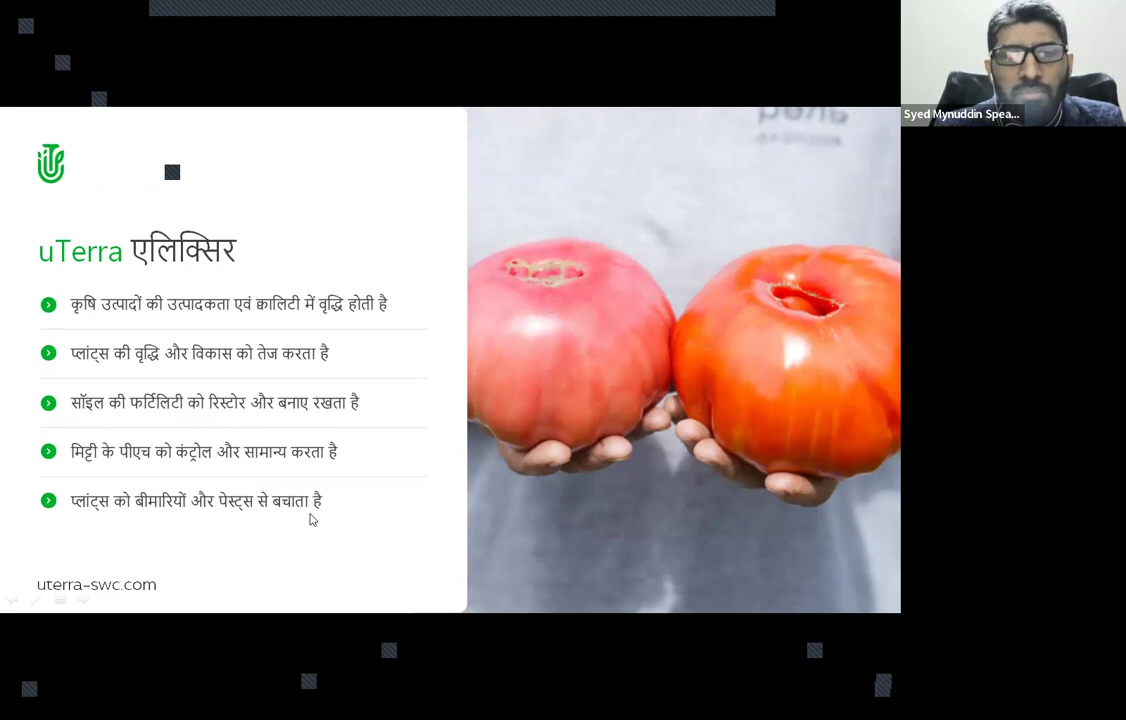 Syed Mynuddin Spea...
uTerra एलिक्सिर
कृषि उत्पादों की उत्पादकता एवं क्वालिटी में वृद्धि होती है
प्लांट्स की वृद्धि और विकास को तेज करता है
सॉइल की फर्टिलिटी को रिस्टोर और बनाए रखता है
मिट्टी के पीएच को कंट्रोल और सामान्य करता है
प्लांट्स को बीमारियों और पेस्ट्स से बचाता है
uterra-swc.com